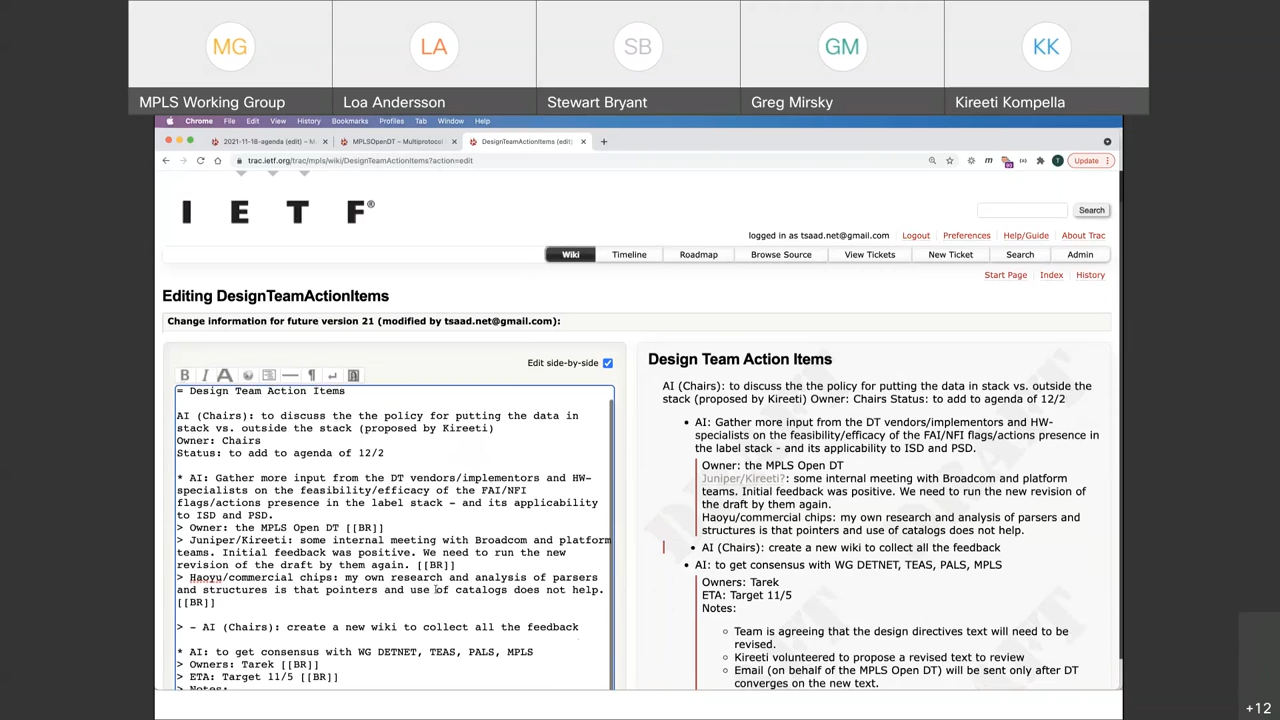 MG
LA
SB
GM
KK
MPLS Working Group
Loa Andersson
Stewart Bryant
Greg Mirsky
Kireeti Kompella
Chrome File Edit View History Bookmarks Profiles Tab Window Help
2021-11-18-agenda (edit) – M
MPLSOpenDT – Multiprotocol
DesignTeamActionItems (edit)
trac.ietf.org/trac/mpls/wiki/DesignTeamActionItems?action=edit
Update
I E T F®
Search
logged in as tsaad.net@gmail.com Logout Preferences Help/Guide About Trac
Wiki Timeline Roadmap Browse Source View Tickets New Ticket Search Admin
Start Page Index History
Editing DesignTeamActionItems
Change information for future version 21 (modified by tsaad.net@gmail.com):
Edit side-by-side
= Design Team Action Items
AI (Chairs): to discuss the the policy for putting the data in
stack vs. outside the stack (proposed by Kireeti)
Owner: Chairs
Status: to add to agenda of 12/2
* AI: Gather more input from the DT vendors/implementors and HW-
specialists on the feasibility/efficacy of the FAI/NFI
flags/actions presence in the label stack - and its applicability
to ISD and PSD.
> Owner: the MPLS Open DT [[BR]]
> Juniper/Kireeti: some internal meeting with Broadcom and platform
teams. Initial feedback was positive. We need to run the new
revision of the draft by them again. [[BR]]
> Haoyu/commercial chips: my own research and analysis of parsers
and structures is that pointers and use of catalogs does not help.
[[BR]]
> - AI (Chairs): create a new wiki to collect all the feedback
* AI: to get consensus with WG DETNET, TEAS, PALS, MPLS
> Owners: Tarek [[BR]]
> ETA: Target 11/5 [[BR]]
> Notes:
Design Team Action Items
AI (Chairs): to discuss the the policy for putting the data in stack vs. outside the
stack (proposed by Kireeti) Owner: Chairs Status: to add to agenda of 12/2
• AI: Gather more input from the DT vendors/implementors and HW-
specialists on the feasibility/efficacy of the FAI/NFI flags/actions presence in
the label stack - and its applicability to ISD and PSD.
Owner: the MPLS Open DT
Juniper/Kireeti?: some internal meeting with Broadcom and platform
teams. Initial feedback was positive. We need to run the new revision of
the draft by them again.
Haoyu/commercial chips: my own research and analysis of parsers and
structures is that pointers and use of catalogs does not help.
• AI (Chairs): create a new wiki to collect all the feedback
• AI: to get consensus with WG DETNET, TEAS, PALS, MPLS
Owners: Tarek
ETA: Target 11/5
Notes:
Team is agreeing that the design directives text will need to be
revised.
Kireeti volunteered to propose a revised text to review
Email (on behalf of the MPLS Open DT) will be sent only after DT
converges on the new text.
+12